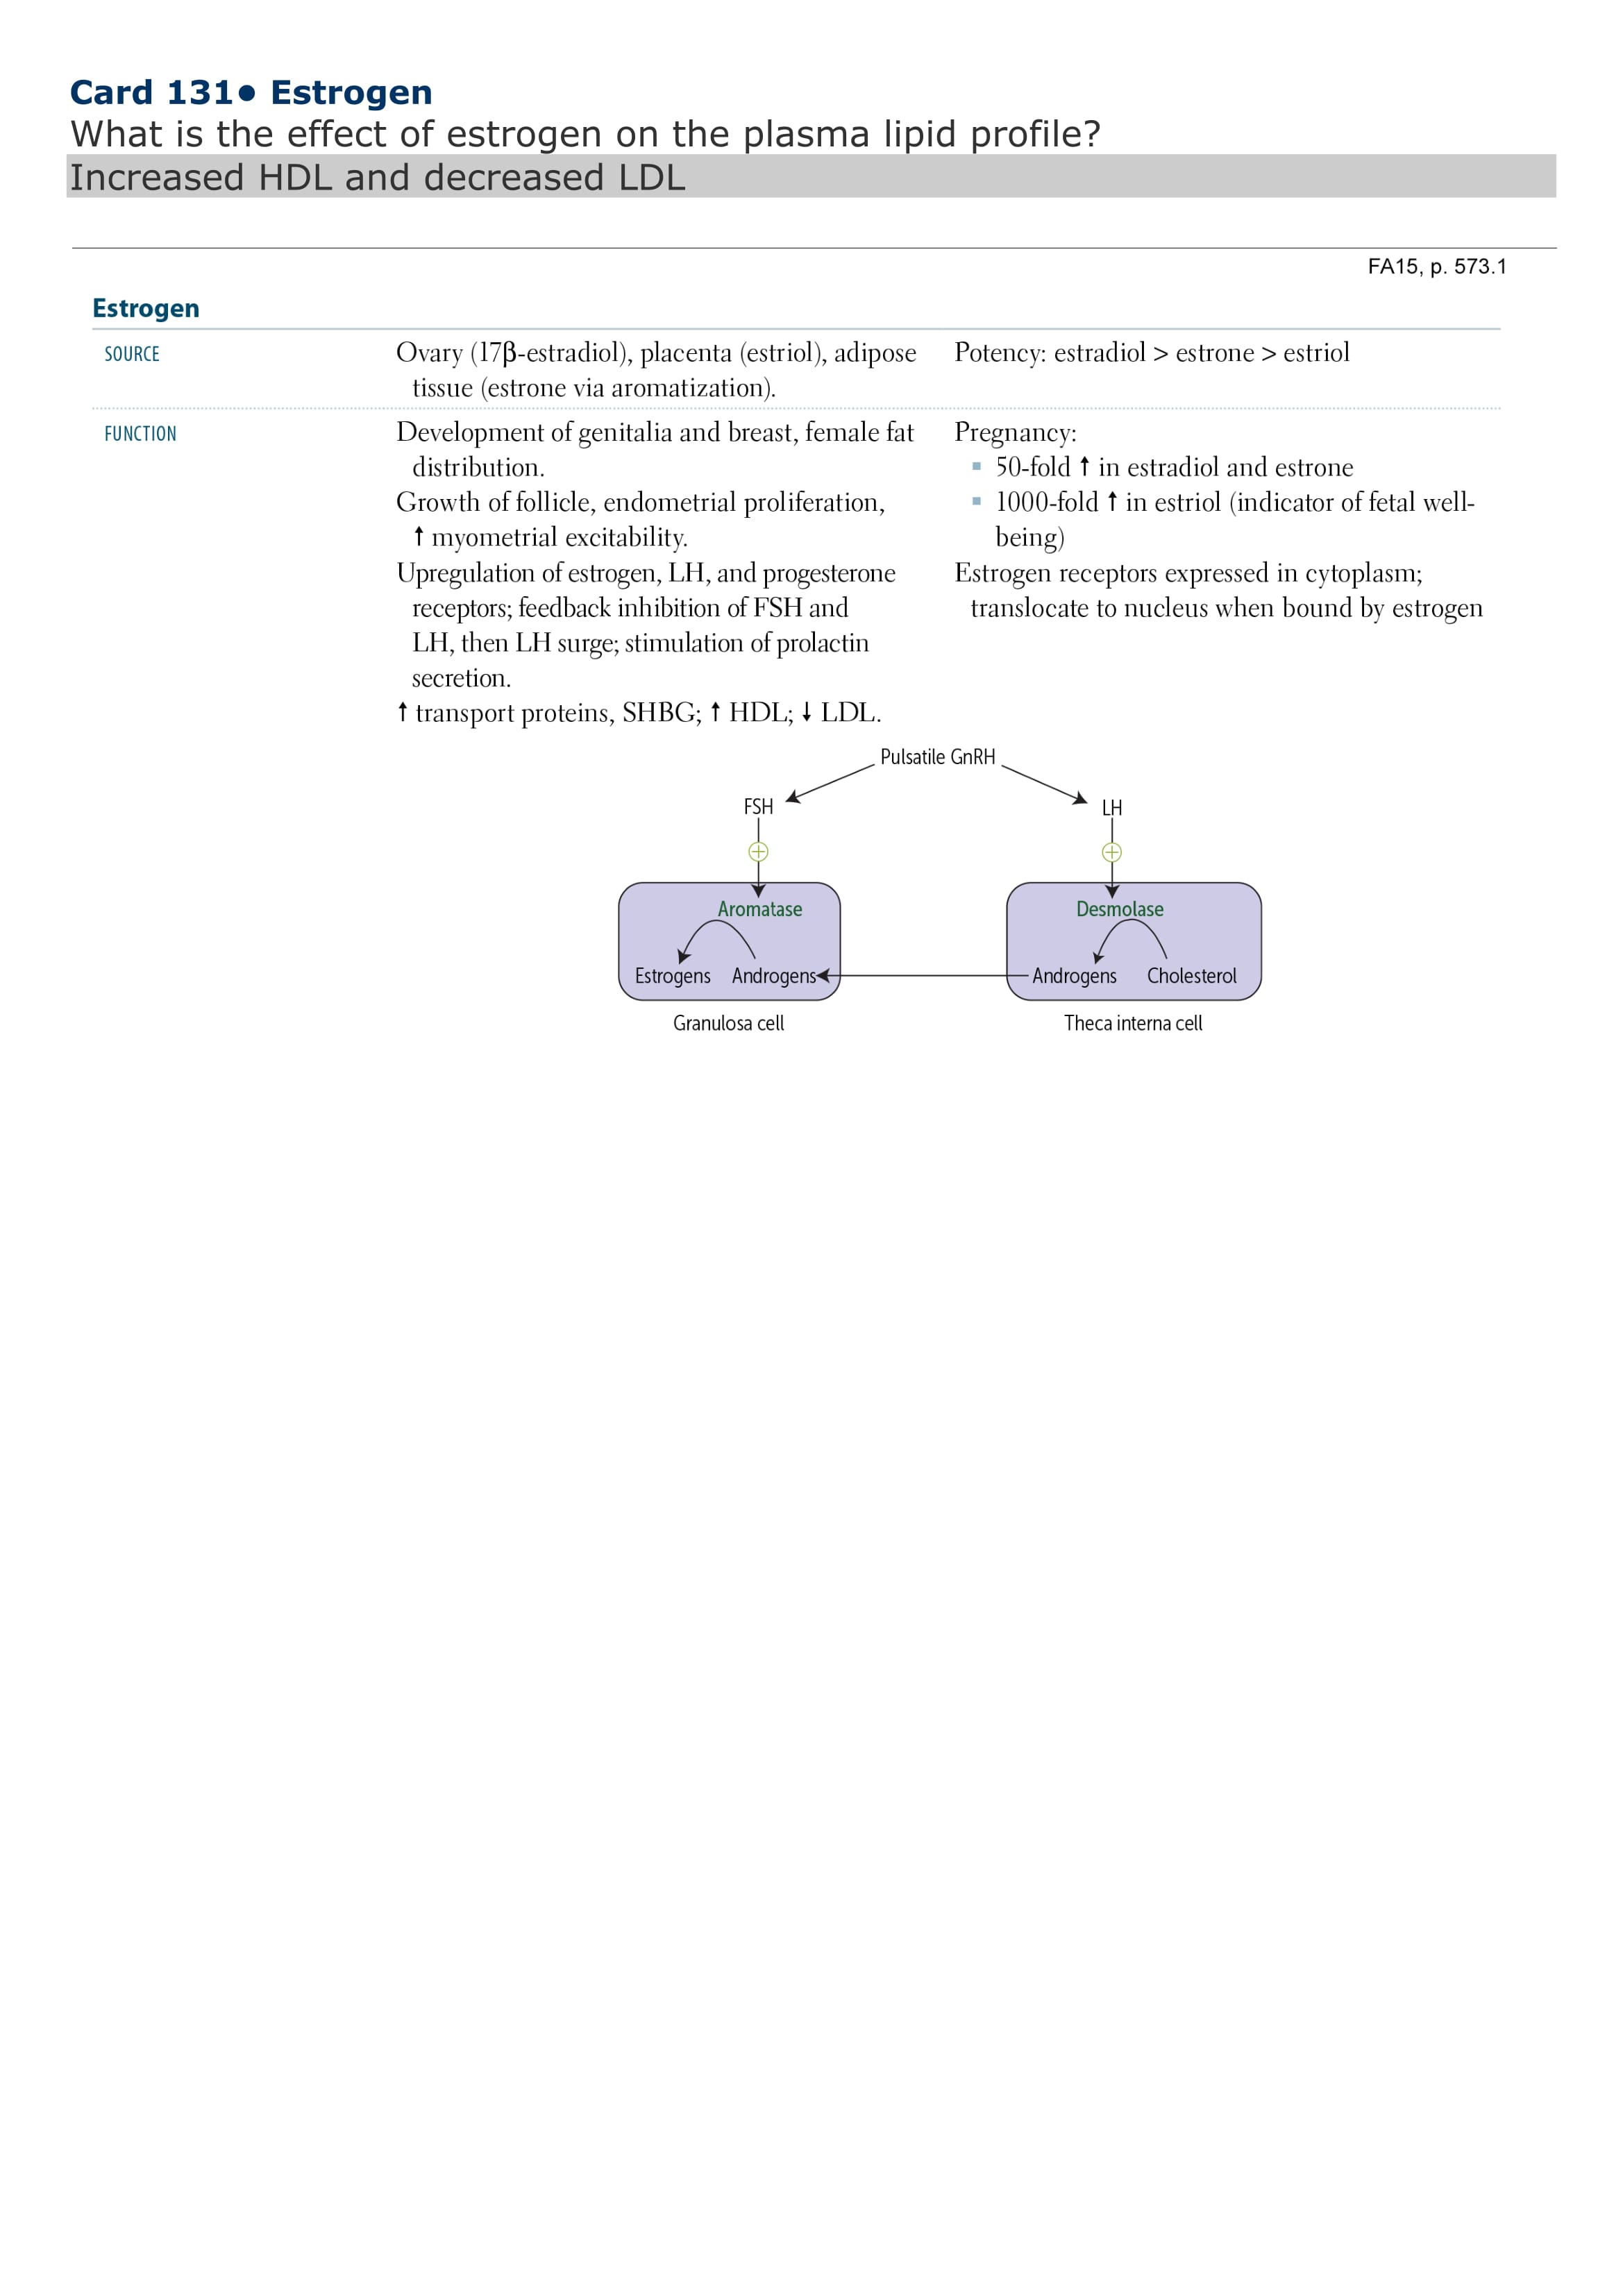 Card 131• Estrogen
What is the effect of estrogen on the plasma lipid profile?
Increased HDL and decreased LDL
FA15, p. 573.1
Estrogen
SOURCE
Ovary (17β-estradiol), placenta (estriol), adipose
tissue (estrone via aromatization).
Potency: estradiol > estrone > estriol
FUNCTION
Development of genitalia and breast, female fat
distribution.
Growth of follicle, endometrial proliferation,
↑ myometrial excitability.
Upregulation of estrogen, LH, and progesterone
receptors; feedback inhibition of FSH and
LH, then LH surge; stimulation of prolactin
secretion.
↑ transport proteins, SHBG; ↑ HDL; ↓ LDL.
Pregnancy:
▪ 50-fold ↑ in estradiol and estrone
▪ 1000-fold ↑ in estriol (indicator of fetal well-
being)
Estrogen receptors expressed in cytoplasm;
translocate to nucleus when bound by estrogen
Pulsatile GnRH
FSH
LH
+
+
Aromatase
Desmolase
Estrogens Androgens
Androgens Cholesterol
Granulosa cell
Theca interna cell